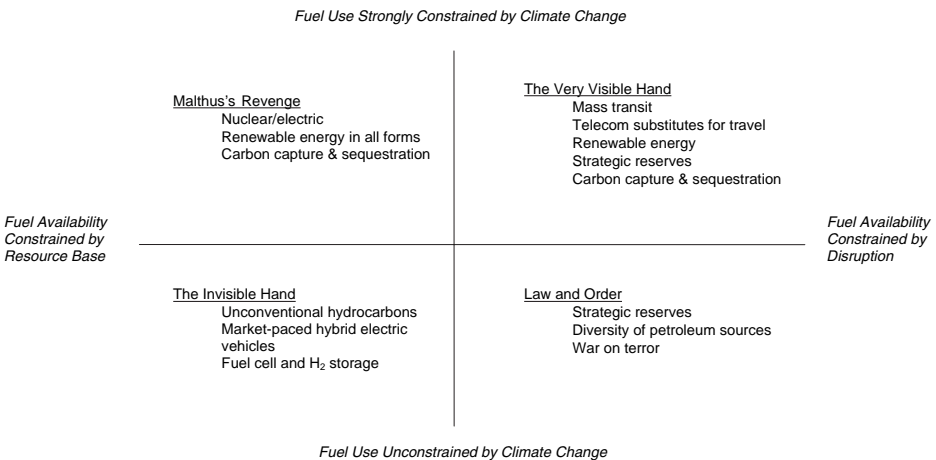 Fuel Use Strongly Constrained by Climate Change
Malthus's Revenge
Nuclear/electric
Renewable energy in all forms
Carbon capture & sequestration
The Very Visible Hand
Mass transit
Telecom substitutes for travel
Renewable energy
Strategic reserves
Carbon capture & sequestration
Fuel Availability
Constrained by
Resource Base
Fuel Availability
Constrained by
Disruption
The Invisible Hand
Unconventional hydrocarbons
Market-paced hybrid electric
vehicles
Fuel cell and H₂ storage
Law and Order
Strategic reserves
Diversity of petroleum sources
War on terror
Fuel Use Unconstrained by Climate Change